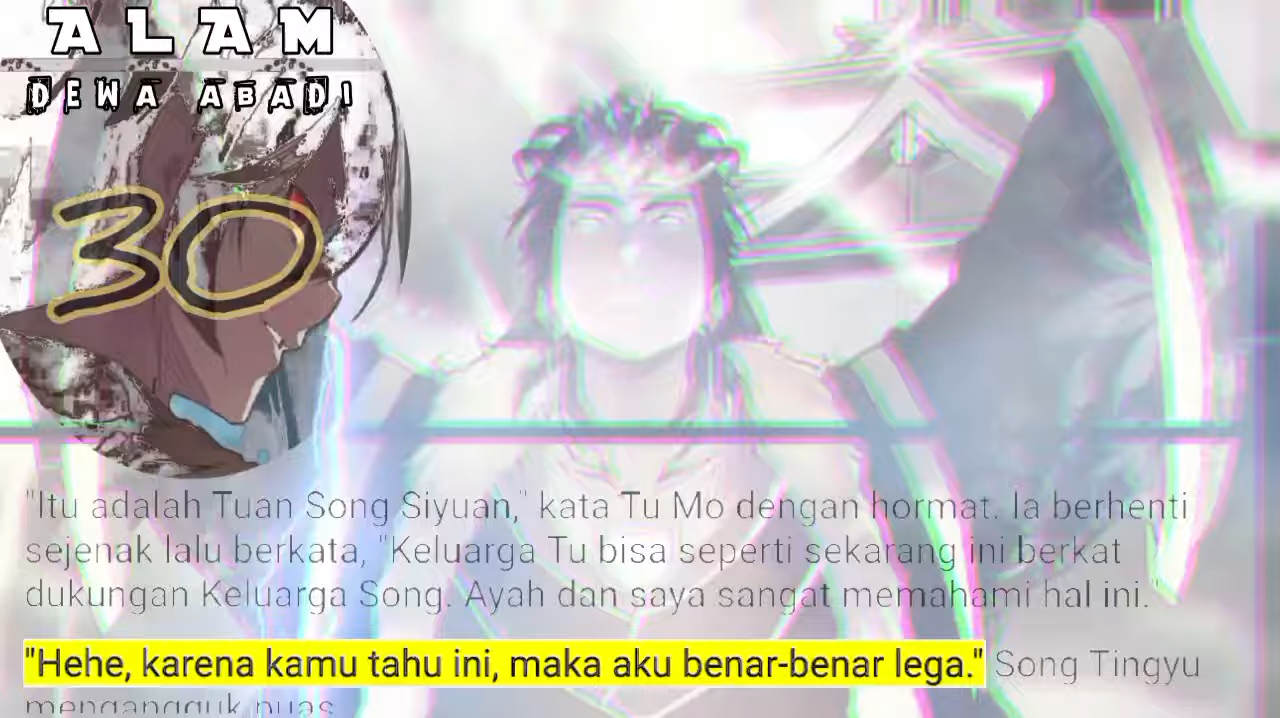 ALAM
DEWA ABADI
30
"Itu adalah Tuan Song Siyuan," kata Tu Mo dengan hormat. Ia berhenti
sejenak lalu berkata, "Keluarga Tu bisa seperti sekarang ini berkat
dukungan Keluarga Song. Ayah dan saya sangat memahami hal ini."
"Hehe, karena kamu tahu ini, maka aku benar-benar lega." Song Tingyu
mengangguk puas.